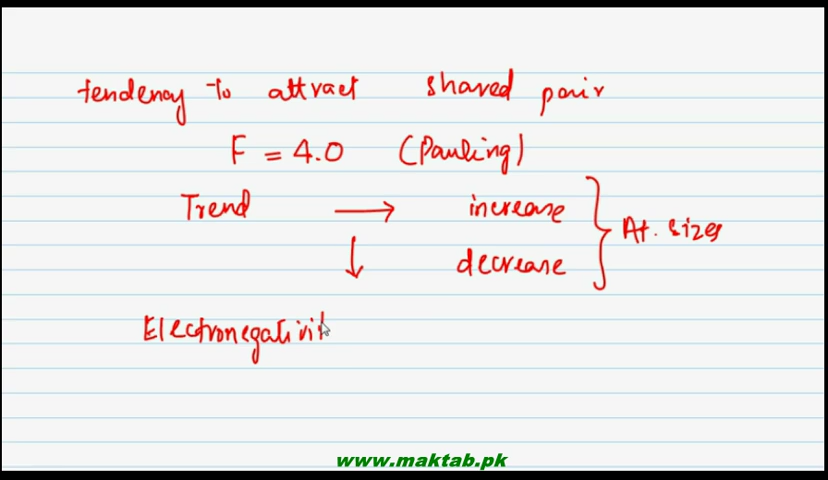 tendency to attract shared pair
F = 4.0 (Pauling)
Trend → increase
↓ decrease
At. sizes
Electronegativit
www.maktab.pk